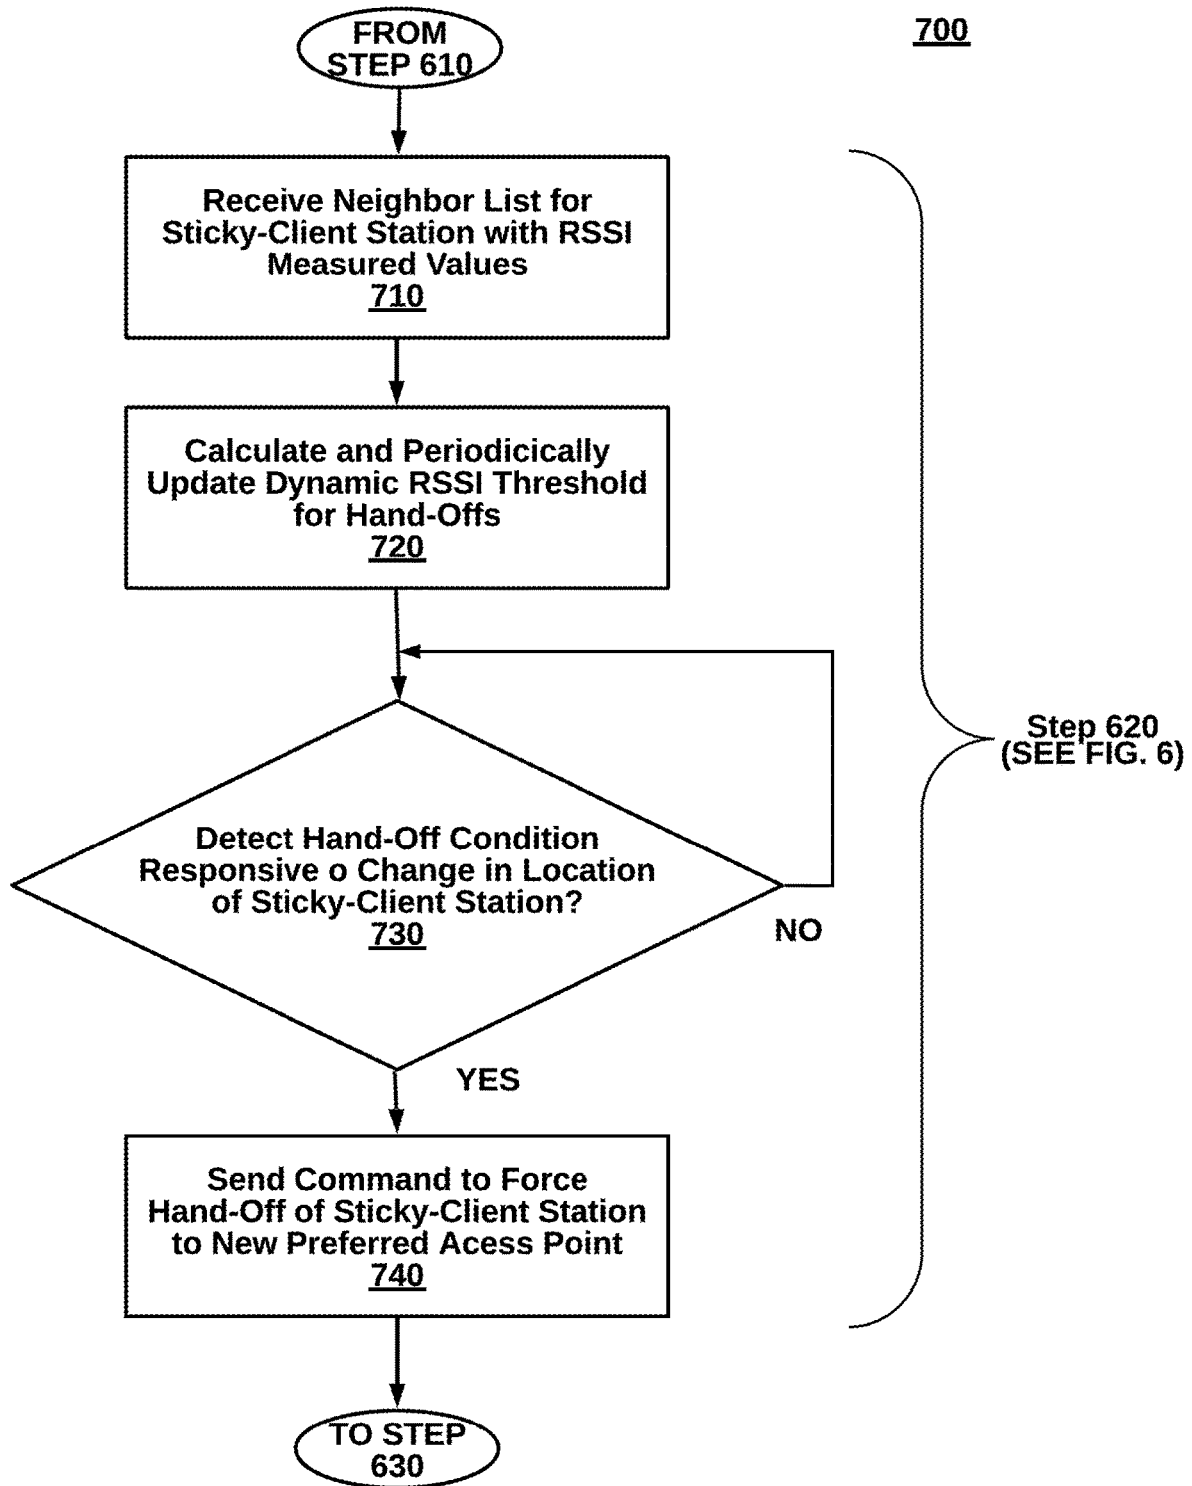 FROM
STEP 610
700
Receive Neighbor List for
Sticky-Client Station with RSSI
Measured Values
710
Calculate and Periodicically
Update Dynamic RSSI Threshold
for Hand-Offs
720
Step 620
(SEE FIG. 6)
Detect Hand-Off Condition
Responsive o Change in Location
of Sticky-Client Station?
730
NO
YES
Send Command to Force
Hand-Off of Sticky-Client Station
to New Preferred Acess Point
740
TO STEP
630